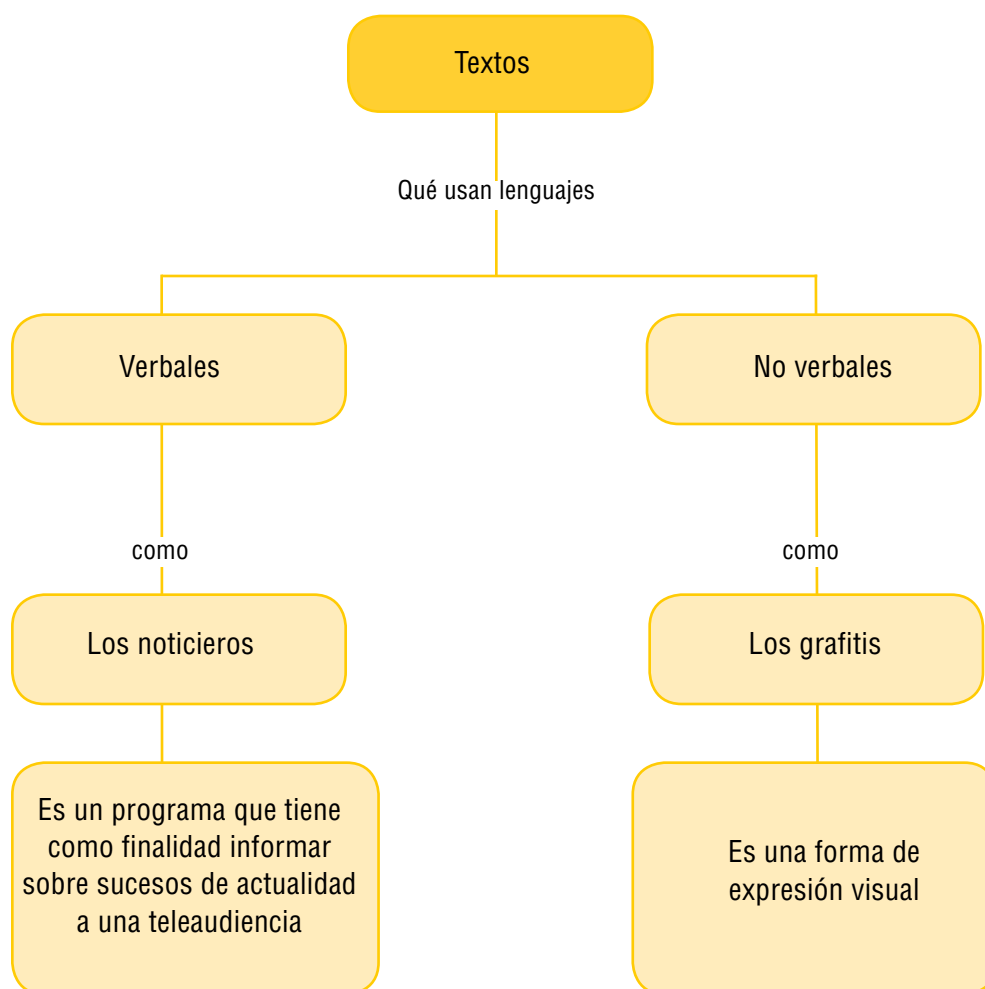 Textos
Qué usan lenguajes
Verbales
No verbales
como
como
Los noticieros
Los grafitis
Es un programa que tiene
como finalidad informar
sobre sucesos de actualidad
a una teleaudiencia
Es una forma de
expresión visual